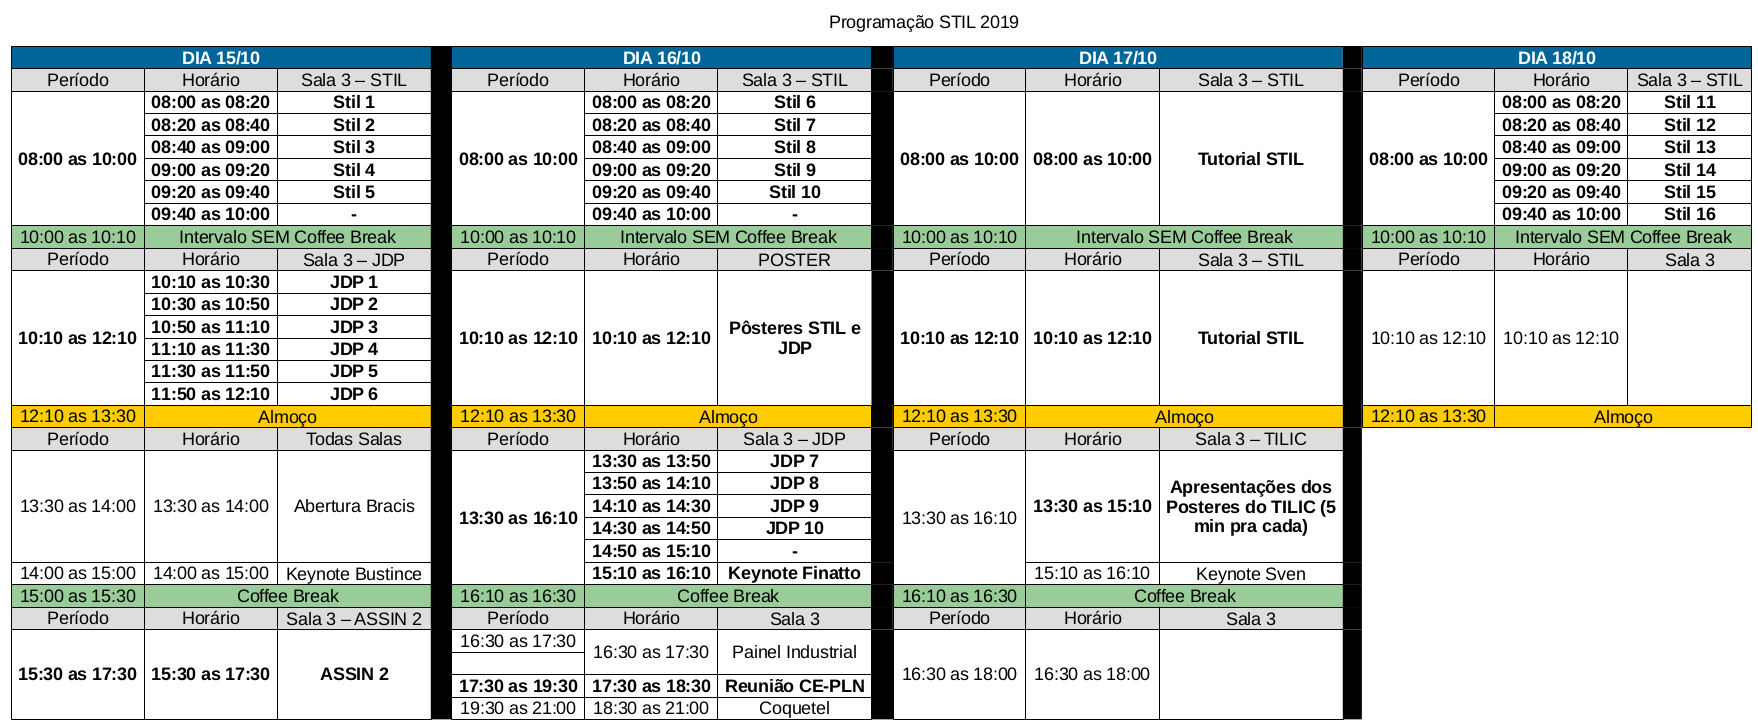 Programação STIL 2019
DIA 15/10
Período Horário Sala 3 – STIL
08:00 as 10:00
08:00 as 08:20 Stil 1
08:20 as 08:40 Stil 2
08:40 as 09:00 Stil 3
09:00 as 09:20 Stil 4
09:20 as 09:40 Stil 5
09:40 as 10:00 -
10:00 as 10:10 Intervalo SEM Coffee Break
Período Horário Sala 3 – JDP
10:10 as 12:10
10:10 as 10:30 JDP 1
10:30 as 10:50 JDP 2
10:50 as 11:10 JDP 3
11:10 as 11:30 JDP 4
11:30 as 11:50 JDP 5
11:50 as 12:10 JDP 6
12:10 as 13:30 Almoço
Período Horário Todas Salas
13:30 as 14:00 13:30 as 14:00 Abertura Bracis
14:00 as 15:00 14:00 as 15:00 Keynote Bustince
15:00 as 15:30 Coffee Break
Período Horário Sala 3 – ASSIN 2
15:30 as 17:30 15:30 as 17:30 ASSIN 2
DIA 16/10
Período Horário Sala 3 – STIL
08:00 as 10:00
08:00 as 08:20 Stil 6
08:20 as 08:40 Stil 7
08:40 as 09:00 Stil 8
09:00 as 09:20 Stil 9
09:20 as 09:40 Stil 10
09:40 as 10:00 -
10:00 as 10:10 Intervalo SEM Coffee Break
Período Horário POSTER
10:10 as 12:10 10:10 as 12:10 Pôsteres STIL e
JDP
12:10 as 13:30 Almoço
Período Horário Sala 3 – JDP
13:30 as 16:10
13:30 as 13:50 JDP 7
13:50 as 14:10 JDP 8
14:10 as 14:30 JDP 9
14:30 as 14:50 JDP 10
14:50 as 15:10 -
15:10 as 16:10 Keynote Finatto
16:10 as 16:30 Coffee Break
Período Horário Sala 3
16:30 as 17:30 16:30 as 17:30 Painel Industrial
17:30 as 19:30 17:30 as 18:30 Reunião CE-PLN
19:30 as 21:00 18:30 as 21:00 Coquetel
DIA 17/10
Período Horário Sala 3 – STIL
08:00 as 10:00 08:00 as 10:00 Tutorial STIL
10:00 as 10:10 Intervalo SEM Coffee Break
Período Horário Sala 3 – STIL
10:10 as 12:10 10:10 as 12:10 Tutorial STIL
12:10 as 13:30 Almoço
Período Horário Sala 3 – TILIC
13:30 as 16:10
13:30 as 15:10 Apresentações dos
Posteres do TILIC (5
min pra cada)
15:10 as 16:10 Keynote Sven
16:10 as 16:30 Coffee Break
Período Horário Sala 3
16:30 as 18:00 16:30 as 18:00
DIA 18/10
Período Horário Sala 3 – STIL
08:00 as 10:00
08:00 as 08:20 Stil 11
08:20 as 08:40 Stil 12
08:40 as 09:00 Stil 13
09:00 as 09:20 Stil 14
09:20 as 09:40 Stil 15
09:40 as 10:00 Stil 16
10:00 as 10:10 Intervalo SEM Coffee Break
Período Horário Sala 3
10:10 as 12:10 10:10 as 12:10
12:10 as 13:30 Almoço